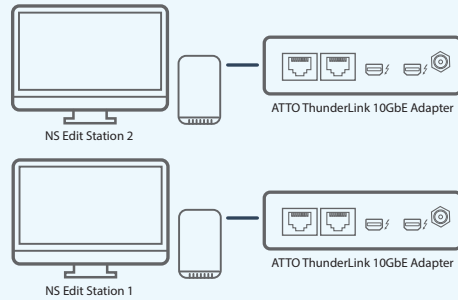 NS Edit Station 2
ATTO ThunderLink 10GbE Adapter
NS Edit Station 1
ATTO ThunderLink 10GbE Adapter